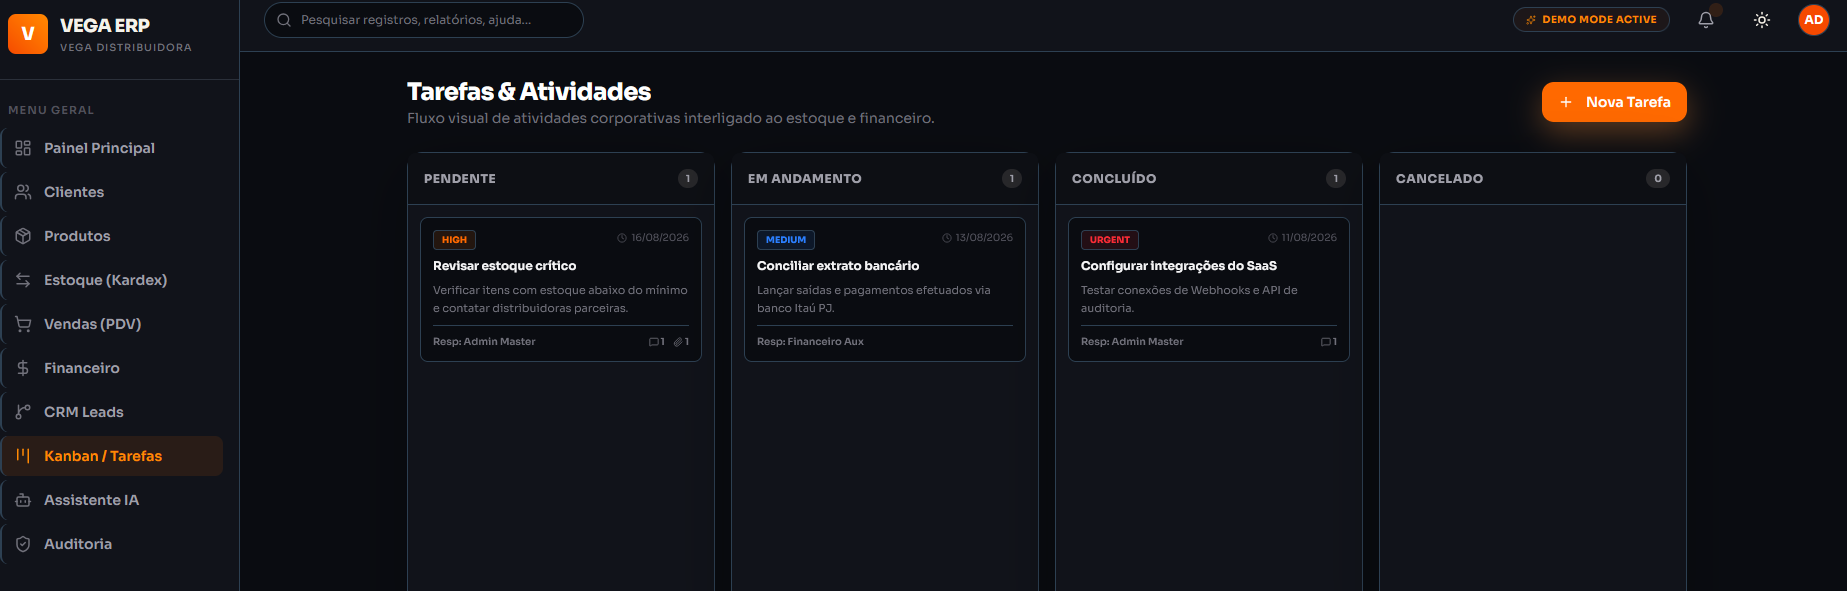 V
VEGA ERP
VEGA DISTRIBUIDORA
Pesquisar registros, relatórios, ajuda...
DEMO MODE ACTIVE
AD
MENU GERAL
Painel Principal
Clientes
Produtos
Estoque (Kardex)
Vendas (PDV)
Financeiro
CRM Leads
Kanban / Tarefas
Assistente IA
Auditoria
Tarefas & Atividades
Fluxo visual de atividades corporativas interligado ao estoque e financeiro.
+ Nova Tarefa
PENDENTE 1
HIGH 16/08/2026
Revisar estoque crítico
Verificar itens com estoque abaixo do mínimo
e contatar distribuidoras parceiras.
Resp: Admin Master 1 1
EM ANDAMENTO 1
MEDIUM 13/08/2026
Conciliar extrato bancário
Lançar saídas e pagamentos efetuados via
banco Itaú PJ.
Resp: Financeiro Aux
CONCLUÍDO 1
URGENT 11/08/2026
Configurar integrações do SaaS
Testar conexões de Webhooks e API de
auditoria.
Resp: Admin Master 1
CANCELADO 0